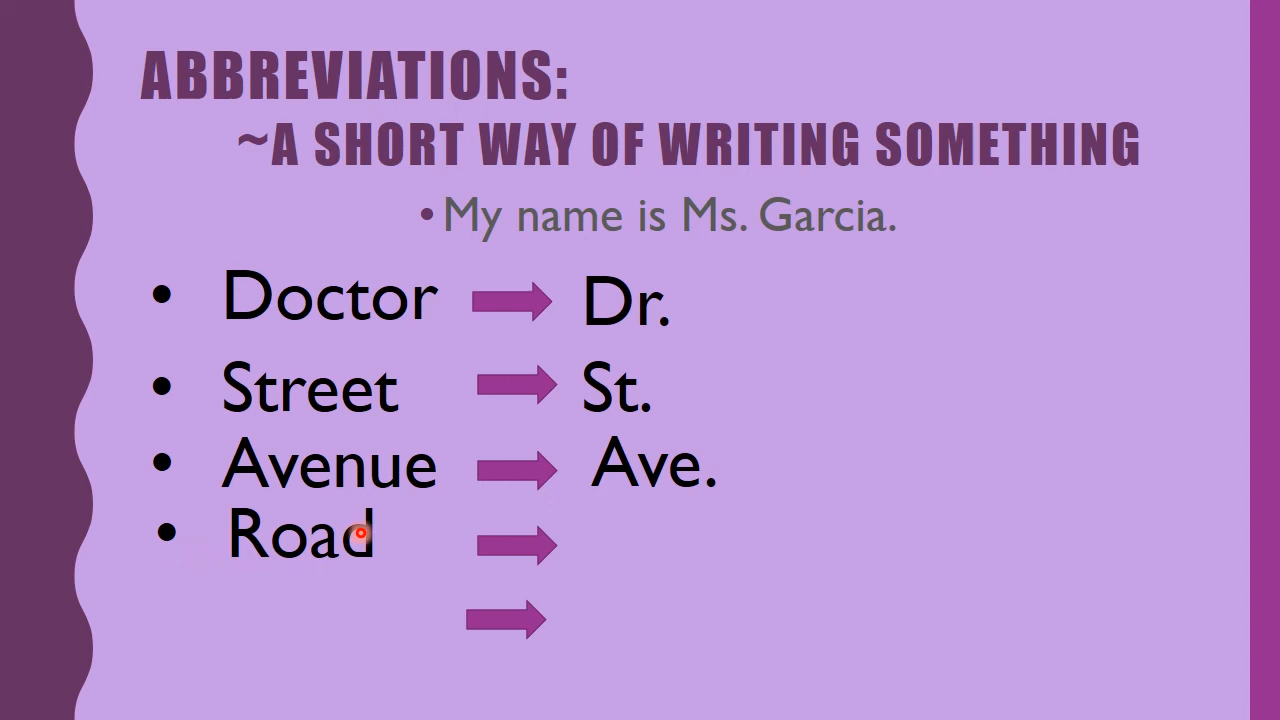 ABBREVIATIONS:
~A SHORT WAY OF WRITING SOMETHING
• My name is Ms. Garcia.
• Doctor Dr.
• Street St.
• Avenue Ave.
• Road